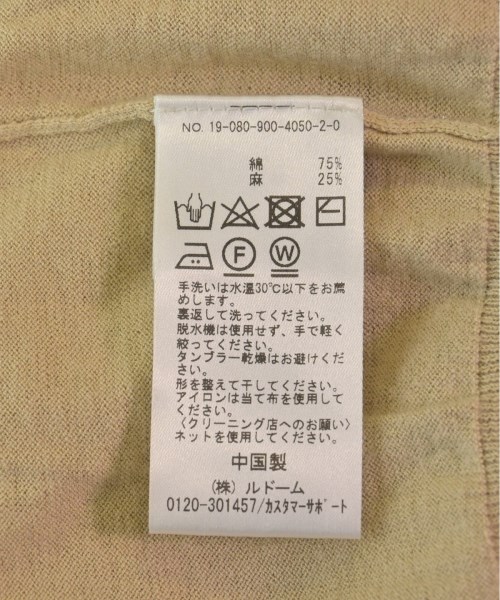 NO. 19-080-900-4050-2-0
綿 75%
麻 25%
F W
手洗いは水温30℃以下をお薦
めします。
裏返して洗ってください。
脱水機は使用せず、手で軽く
絞ってください。
タンブラー乾燥はお避けくだ
さい。
形を整えて干してください。
アイロンは当て布を使用して
ください。
〈クリーニング店へのお願い〉
ネットを使用してください。
中国製
(株) ルドーム
0120-301457/カスタマーサポート